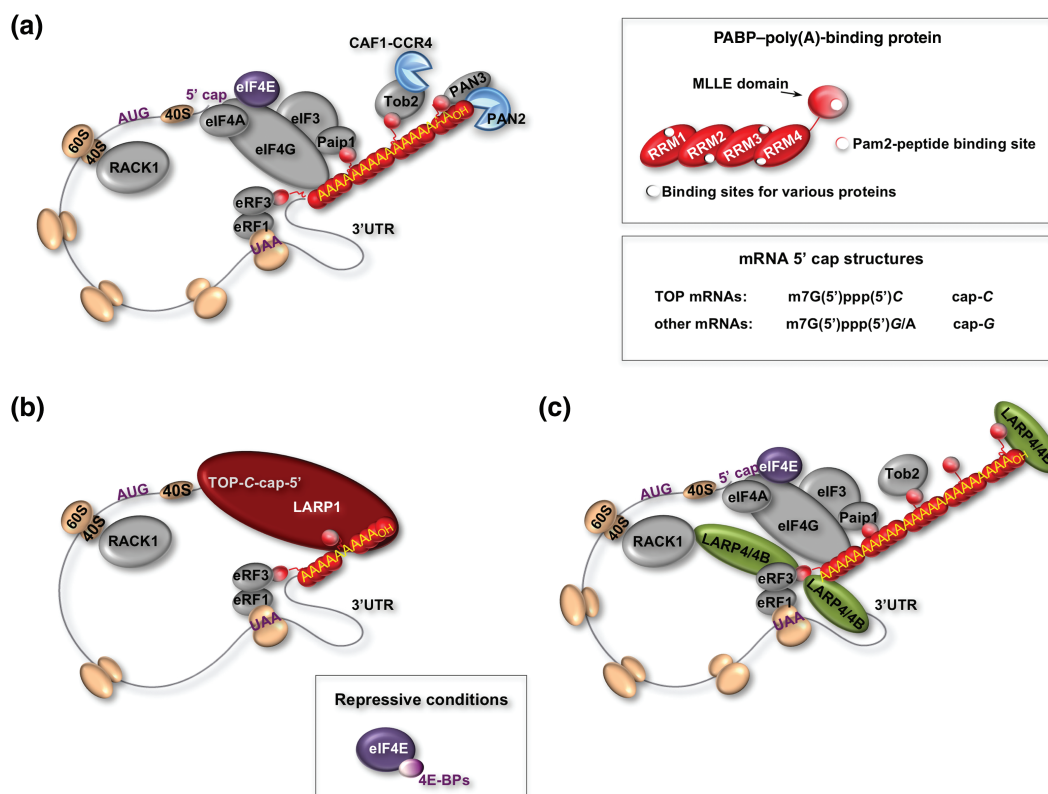 (a)
CAF1-CCR4
eIF4E
5' cap
AUG
40S
eIF4A
eIF3
Tob2
PAN3
PAN2
60S
40S
RACK1
eIF4G
Paip1
AAAAAAAAAAAAAAAOH
eRF3
eRF1
UAA
3'UTR
PABP–poly(A)-binding protein
MLLE domain
RRM1 RRM2 RRM3 RRM4
Pam2-peptide binding site
Binding sites for various proteins
mRNA 5' cap structures
TOP mRNAs: m7G(5')ppp(5')C cap-C
other mRNAs: m7G(5')ppp(5')G/A cap-G
(b)
TOP-C-cap-5'
AUG
40S
LARP1
60S
40S
RACK1
AAAAAAAAAOH
eRF3
eRF1
UAA
3'UTR
Repressive conditions
eIF4E
4E-BPs
(c)
LARP4/4B
eIF4E
5' cap
AUG
40S
eIF4A
eIF3
Tob2
60S
40S
RACK1
eIF4G
Paip1
AAAAAAAAAAAAAAAAAAOH
LARP4/4B
eRF3
LARP4/4B
eRF1
UAA
3'UTR